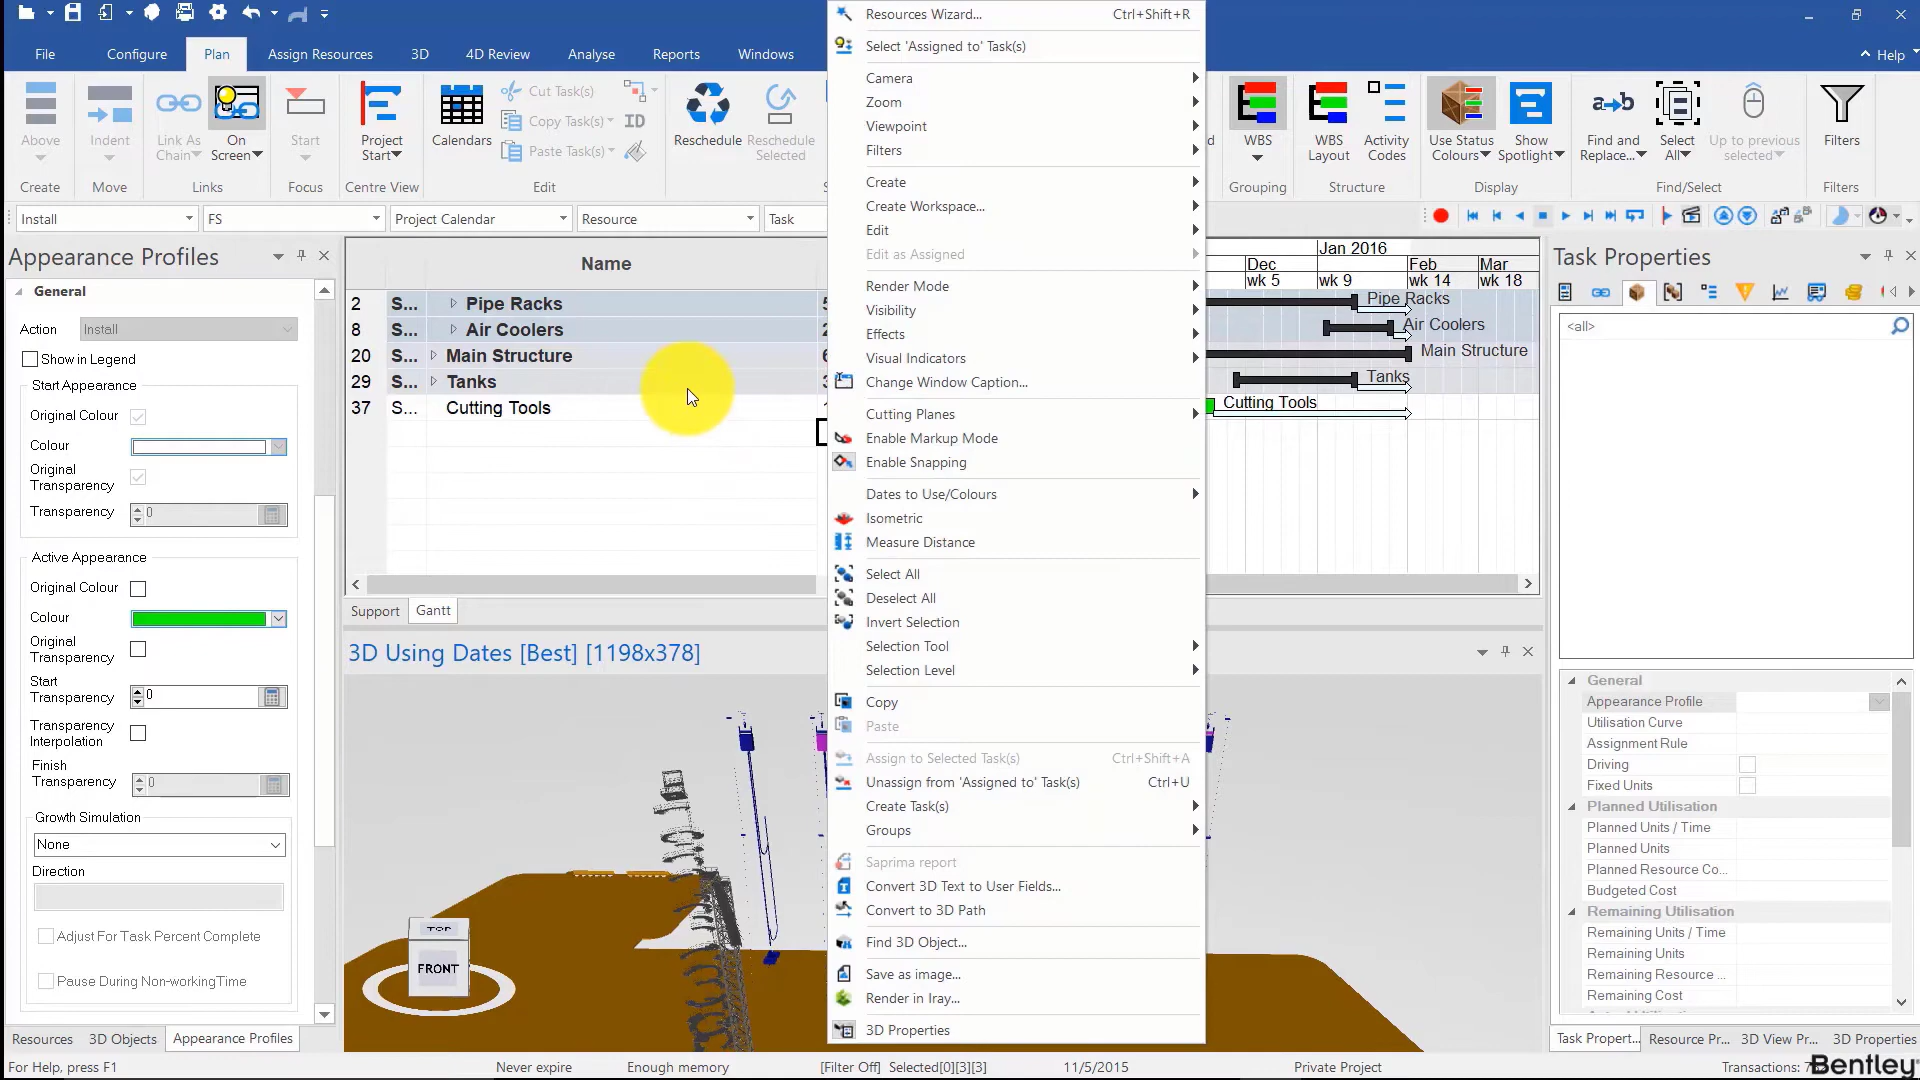 File
Configure
Plan
Assign Resources
3D
4D Review
Analyse
Reports
Windows
Help
Above
Create
Indent
Move
Link As
Chain
On
Screen
Links
Start
Focus
Project
Start
Centre View
Calendars
Cut Task(s)
Copy Task(s)
Paste Task(s)
ID
Edit
Reschedule
Reschedule
Selected
WBS
Grouping
WBS
Layout
Activity
Codes
Structure
Use Status
Colours
Show
Spotlight
Display
Find and
Replace...
Select
All
Up to previous
selected
Find/Select
Filters
Filters
Install
FS
Project Calendar
Resource
Task
Appearance Profiles
General
Action
Install
Show in Legend
Start Appearance
Original Colour
Colour
Original
Transparency
Transparency
0
Active Appearance
Original Colour
Colour
Original
Transparency
Start
Transparency
0
Transparency
Interpolation
Finish
Transparency
0
Growth Simulation
None
Direction
Adjust For Task Percent Complete
Pause During Non-working Time
Resources
3D Objects
Appearance Profiles
Name
2 S... Pipe Racks
8 S... Air Coolers
20 S... Main Structure
29 S... Tanks
37 S... Cutting Tools
Jan 2016
Dec
Feb
Mar
wk 5
wk 9
wk 14
wk 18
Pipe Racks
Air Coolers
Main Structure
Tanks
Cutting Tools
Support
Gantt
3D Using Dates [Best] [1198x378]
TOP
FRONT
Resources Wizard... Ctrl+Shift+R
Select 'Assigned to' Task(s)
Camera
Zoom
Viewpoint
Filters
Create
Create Workspace...
Edit
Edit as Assigned
Render Mode
Visibility
Effects
Visual Indicators
Change Window Caption...
Cutting Planes
Enable Markup Mode
Enable Snapping
Dates to Use/Colours
Isometric
Measure Distance
Select All
Deselect All
Invert Selection
Selection Tool
Selection Level
Copy
Paste
Assign to Selected Task(s) Ctrl+Shift+A
Unassign from 'Assigned to' Task(s) Ctrl+U
Create Task(s)
Groups
Saprima report
Convert 3D Text to User Fields...
Convert to 3D Path
Find 3D Object...
Save as image...
Render in Iray...
3D Properties
Task Properties
<all>
General
Appearance Profile
Utilisation Curve
Assignment Rule
Driving
Fixed Units
Planned Utilisation
Planned Units / Time
Planned Units
Planned Resource Co...
Budgeted Cost
Remaining Utilisation
Remaining Units / Time
Remaining Units
Remaining Resource ...
Remaining Cost
Task Propert...
Resource Pr...
3D View Pr...
3D Properties
For Help, press F1
Never expire
Enough memory
[Filter Off]
Selected[0][3][3]
11/5/2015
Private Project
Transactions:
Bentley